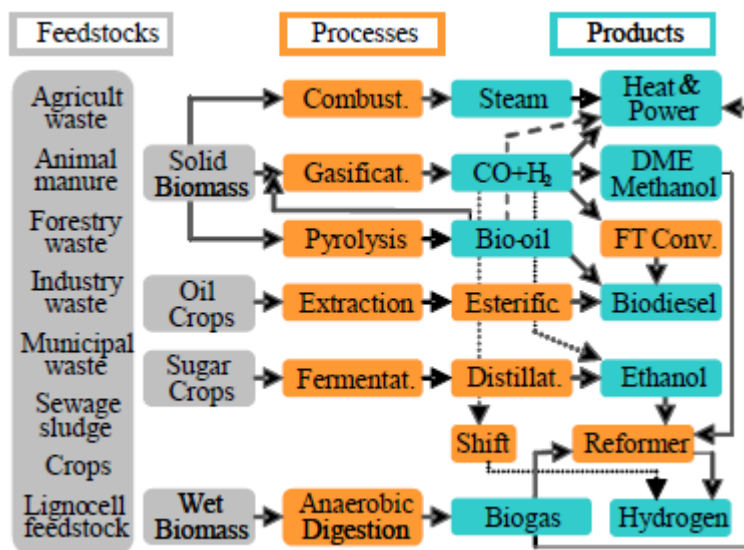 Feedstocks
Processes
Products
Agricult
waste
Animal
manure
Forestry
waste
Industry
waste
Municipal
waste
Sewage
sludge
Crops
Lignocell
feedstock
Solid
Biomass
Oil
Crops
Sugar
Crops
Wet
Biomass
Combust.
Gasificat.
Pyrolysis
Extraction
Fermentat.
Anaerobic
Digestion
Steam
CO+H₂
Bio-oil
Esterific.
Distillat.
Shift
Biogas
Heat &
Power
DME
Methanol
FT Conv.
Biodiesel
Ethanol
Reformer
Hydrogen